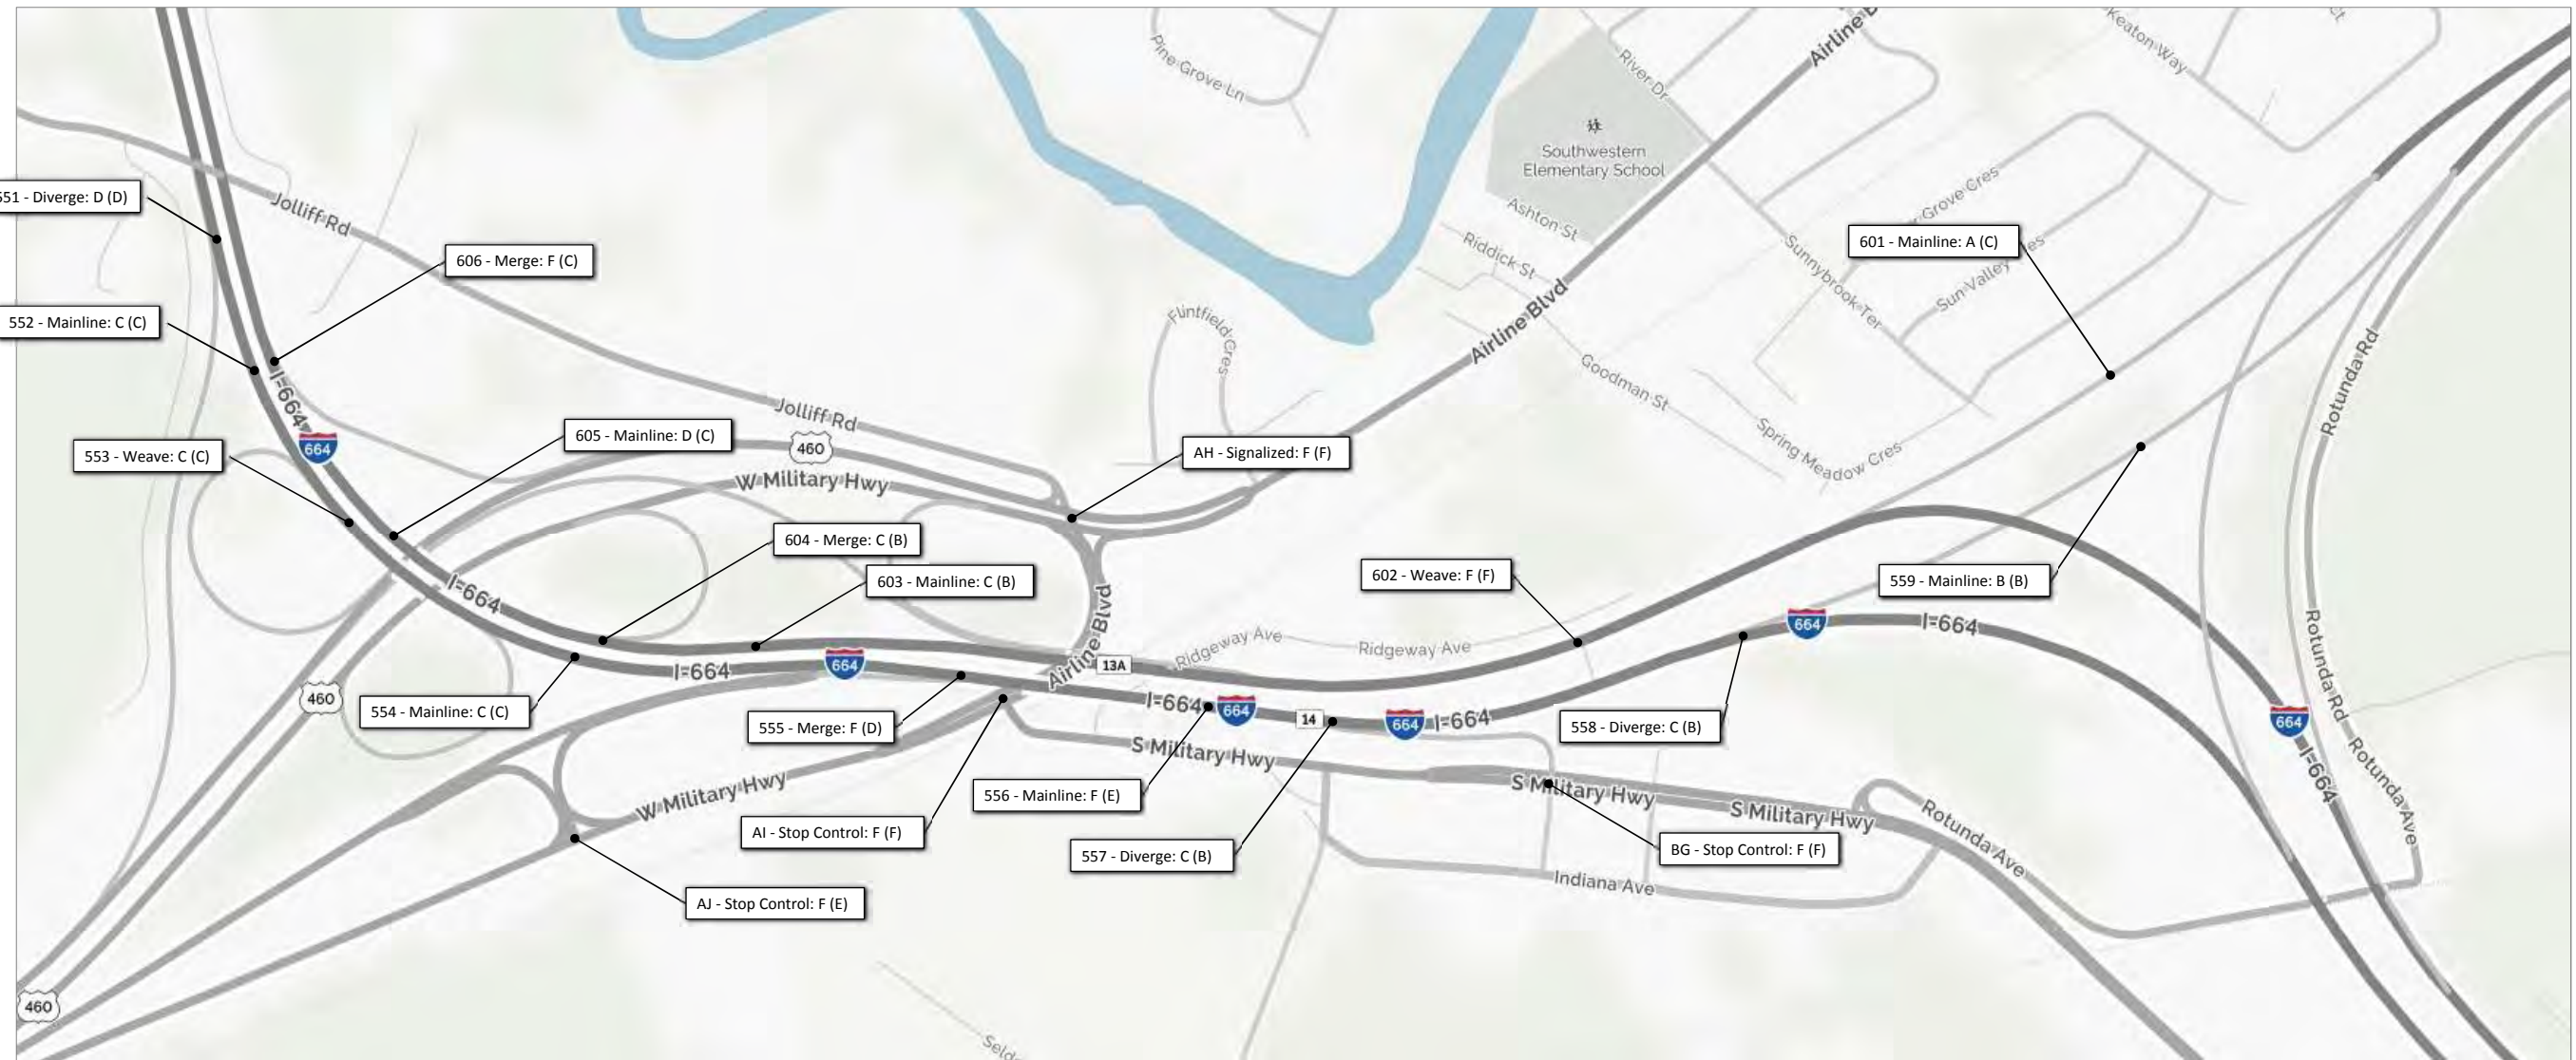 Airline B
Keaton Way
Ct
Pine Grove Ln
River Dr
Southwestern
Elementary School
551 - Diverge: D (D)
Jolliff Rd
Grove Cres
Ashton St
601 - Mainline: A (C)
606 - Merge: F (C)
Riddick St
Sunnybrook Ter
Sun Valley
es
552 - Mainline: C (C)
Airline Blvd
Flintfield Cres
Goodman St
Rotunda Rd
I-664
Jolliff Rd
605 - Mainline: D (C)
460
664
553 - Weave: C (C)
AH - Signalized: F (F)
Spring Meadow Cres
W Military Hwy
604 - Merge: C (B)
603 - Mainline: C (B)
602 - Weave: F (F)
559 - Mainline: B (B)
I-664
Airline Blvd
664
I-664
Ridgeway Ave
Ridgeway Ave
13A
I-664
664
Rotunda Rd
460
554 - Mainline: C (C)
I-664
664
14
664
I-664
664
555 - Merge: F (D)
558 - Diverge: C (B)
S Military Hwy
I-664
Rotunda Ave
W Military Hwy
556 - Mainline: F (E)
S Military Hwy
S Military Hwy
Rotunda Ave
AI - Stop Control: F (F)
557 - Diverge: C (B)
BG - Stop Control: F (F)
Indiana Ave
AJ - Stop Control: F (E)
460